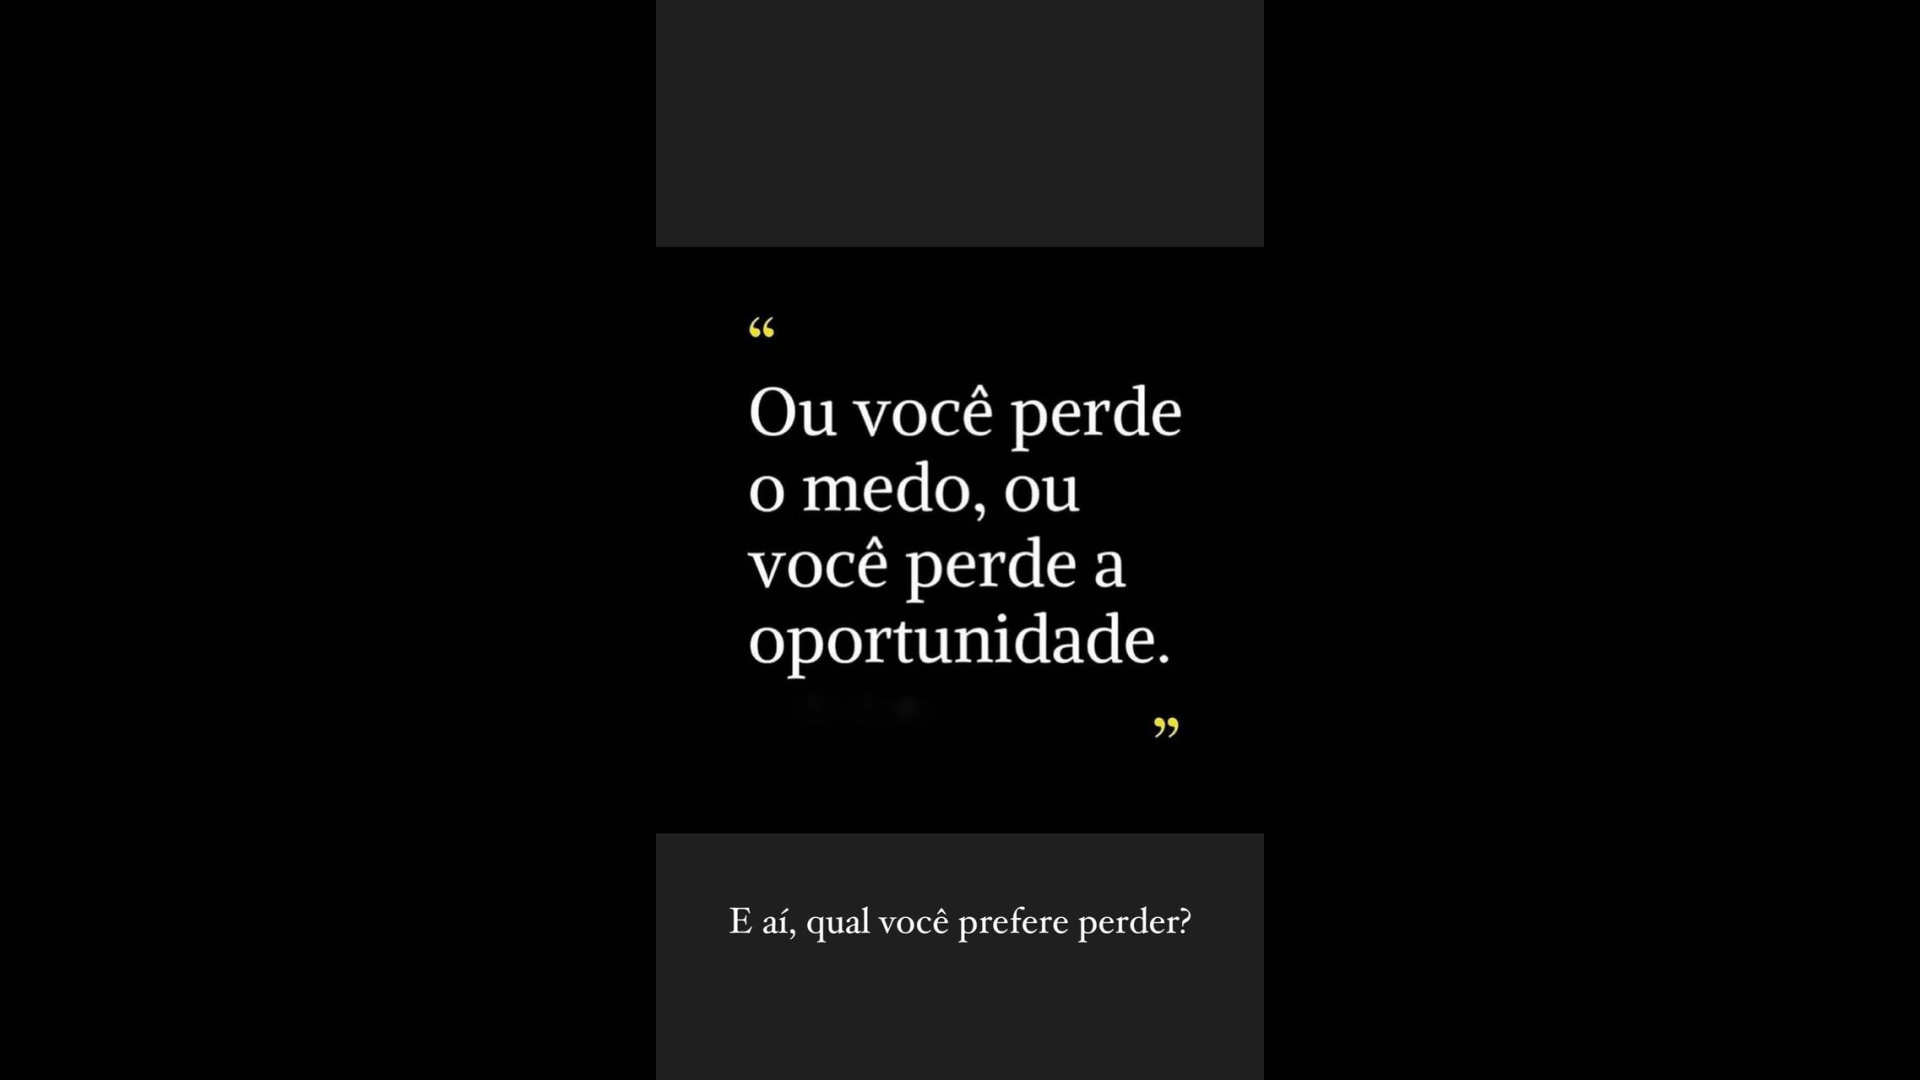 “
Ou você perde
o medo, ou
você perde a
oportunidade.
”
E aí, qual você prefere perder?